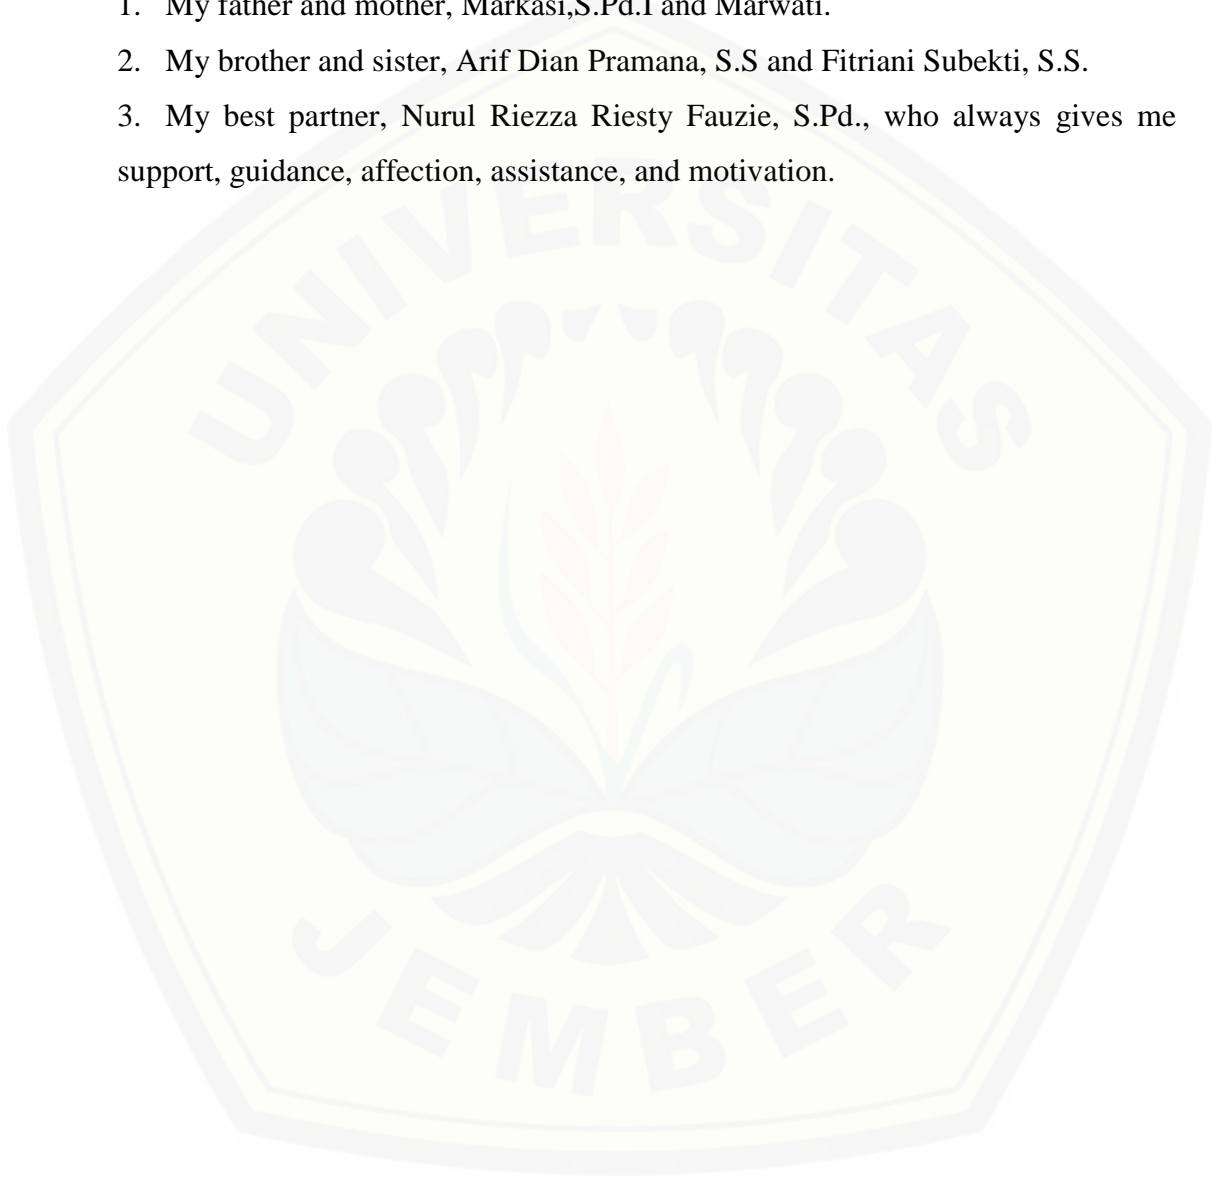 1. My father and mother, Markasi,S.Pd.I and Marwati.
2. My brother and sister, Arif Dian Pramana, S.S and Fitriani Subekti, S.S.
3. My best partner, Nurul Riezza Riesty Fauzie, S.Pd., who always gives me
support, guidance, affection, assistance, and motivation.
UNIVERSITAS
JEMBER